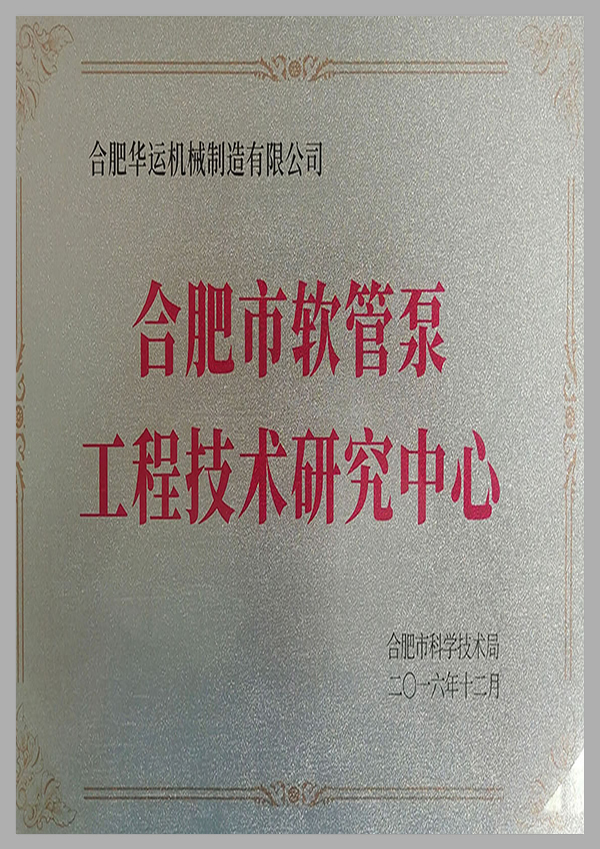 合肥华运机械制造有限公司
合肥市软管泵
工程技术研究中心
合肥市科学技术局
二〇一六年十二月